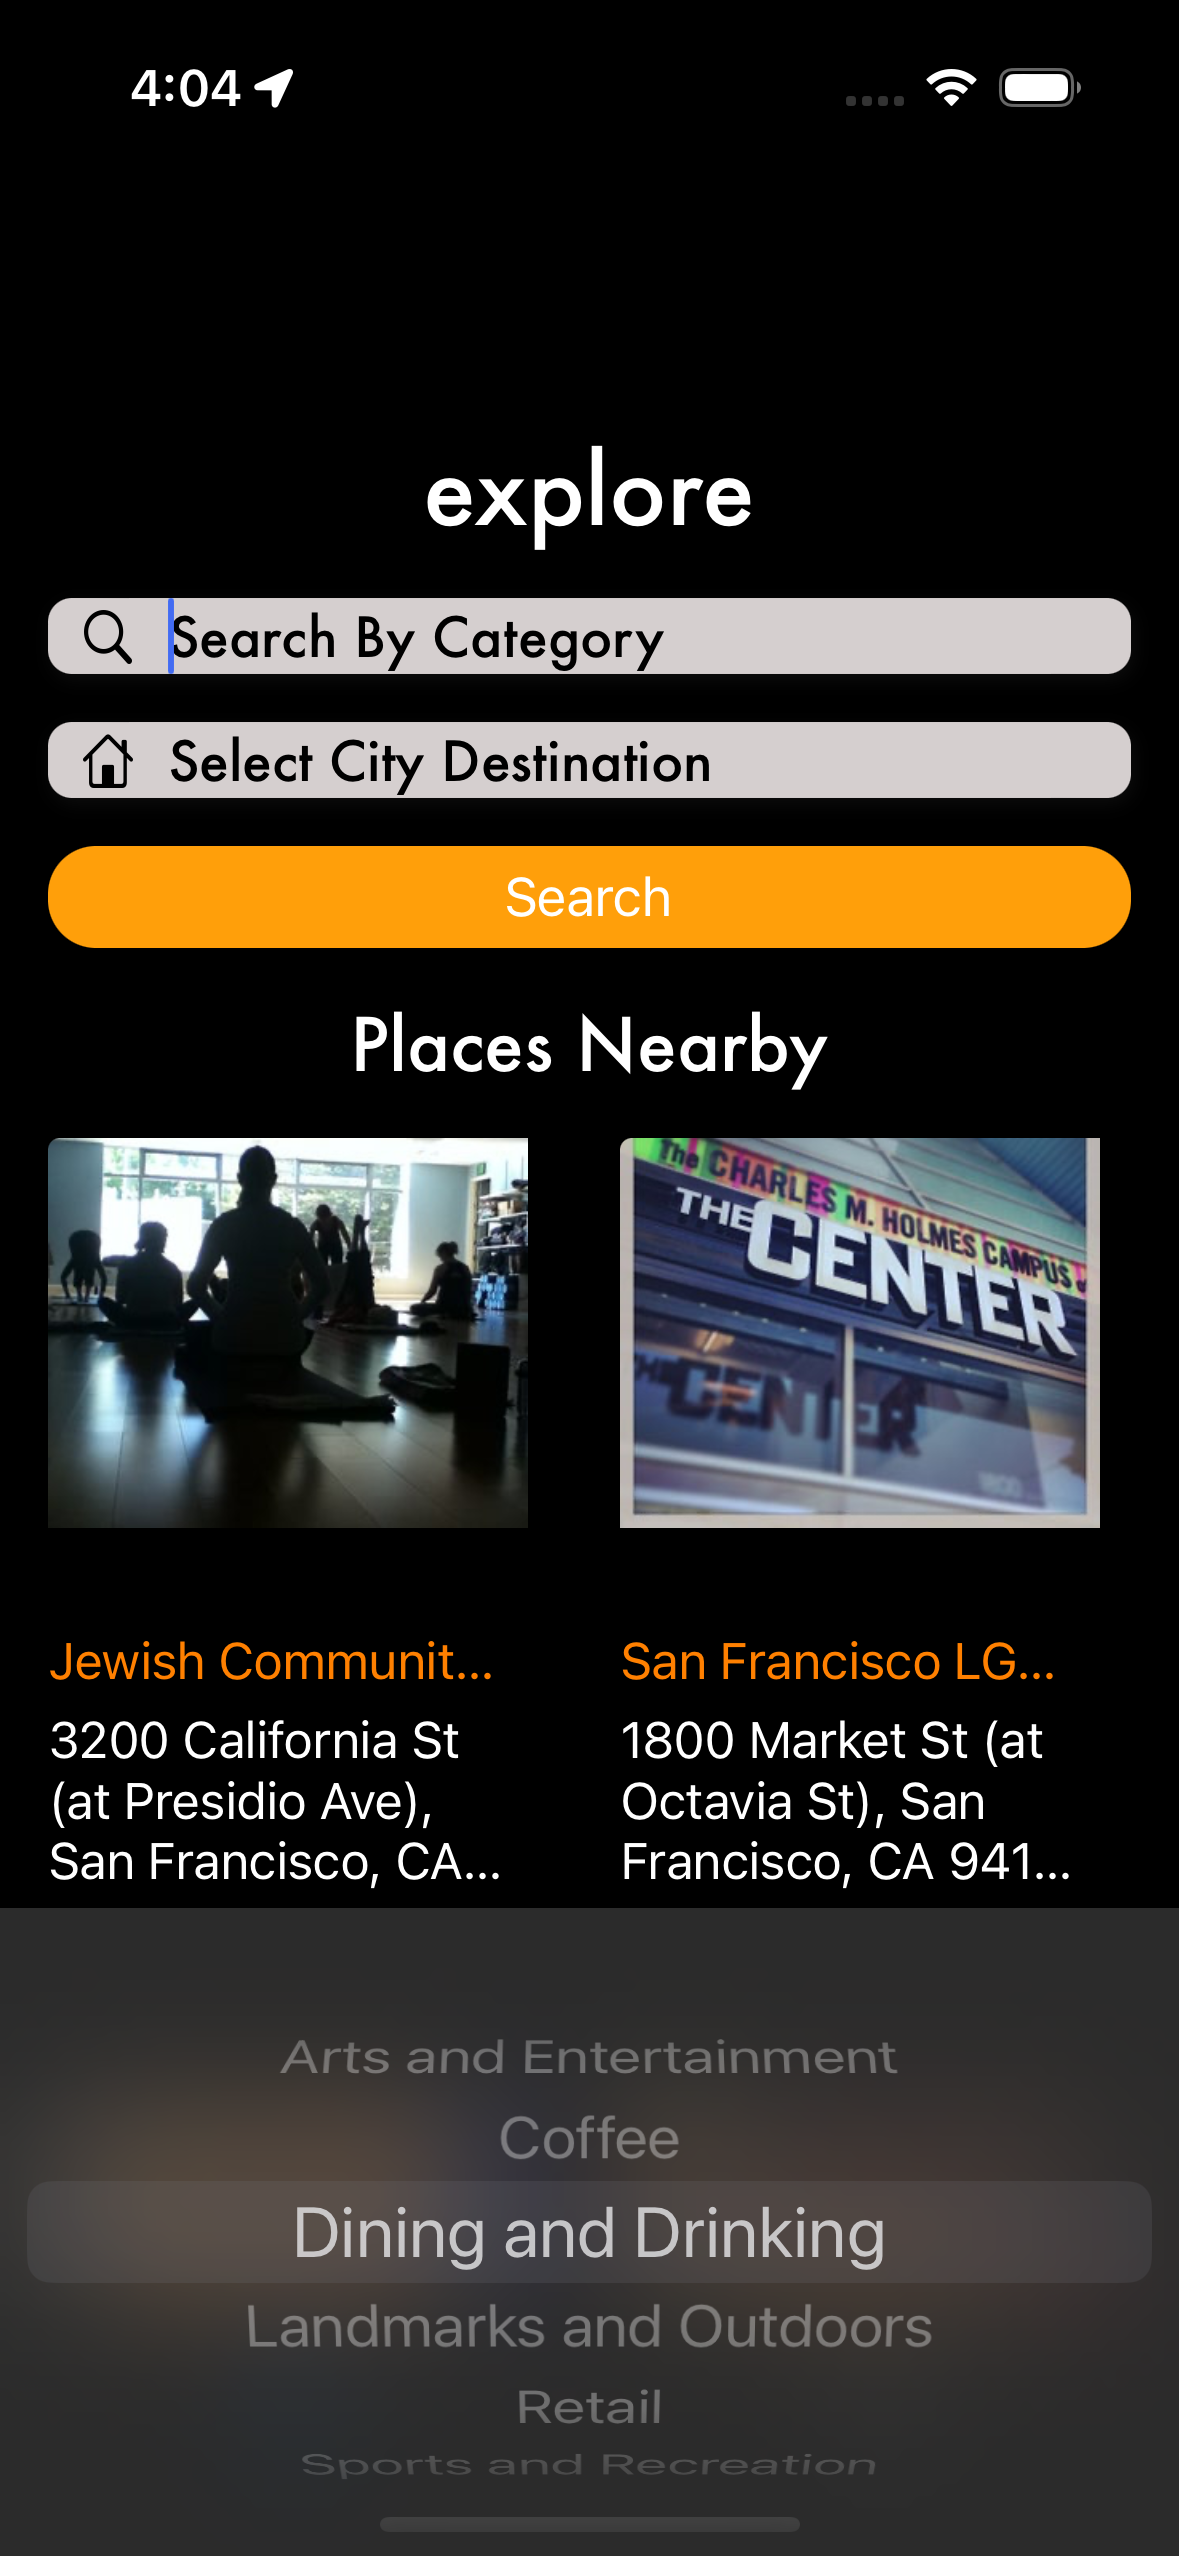 4:04
explore
Search By Category
Select City Destination
Search
Places Nearby
The CHARLES M. HOLMES CAMPUS
THE CENTER
CENTER
Jewish Communit...
3200 California St
(at Presidio Ave),
San Francisco, CA...
San Francisco LG...
1800 Market St (at
Octavia St), San
Francisco, CA 941...
Arts and Entertainment
Coffee
Dining and Drinking
Landmarks and Outdoors
Retail
Sports and Recreation